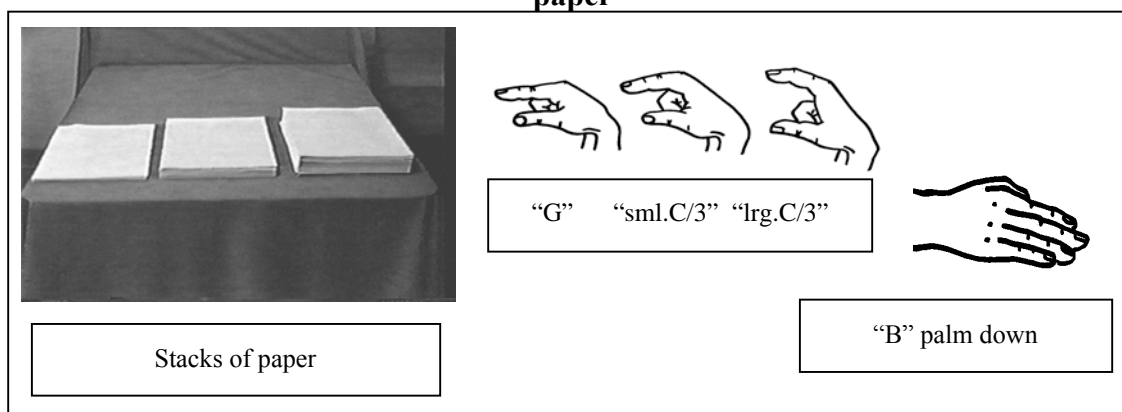 paper
“G” “sml.C/3” “lrg.C/3”
“B” palm down
Stacks of paper